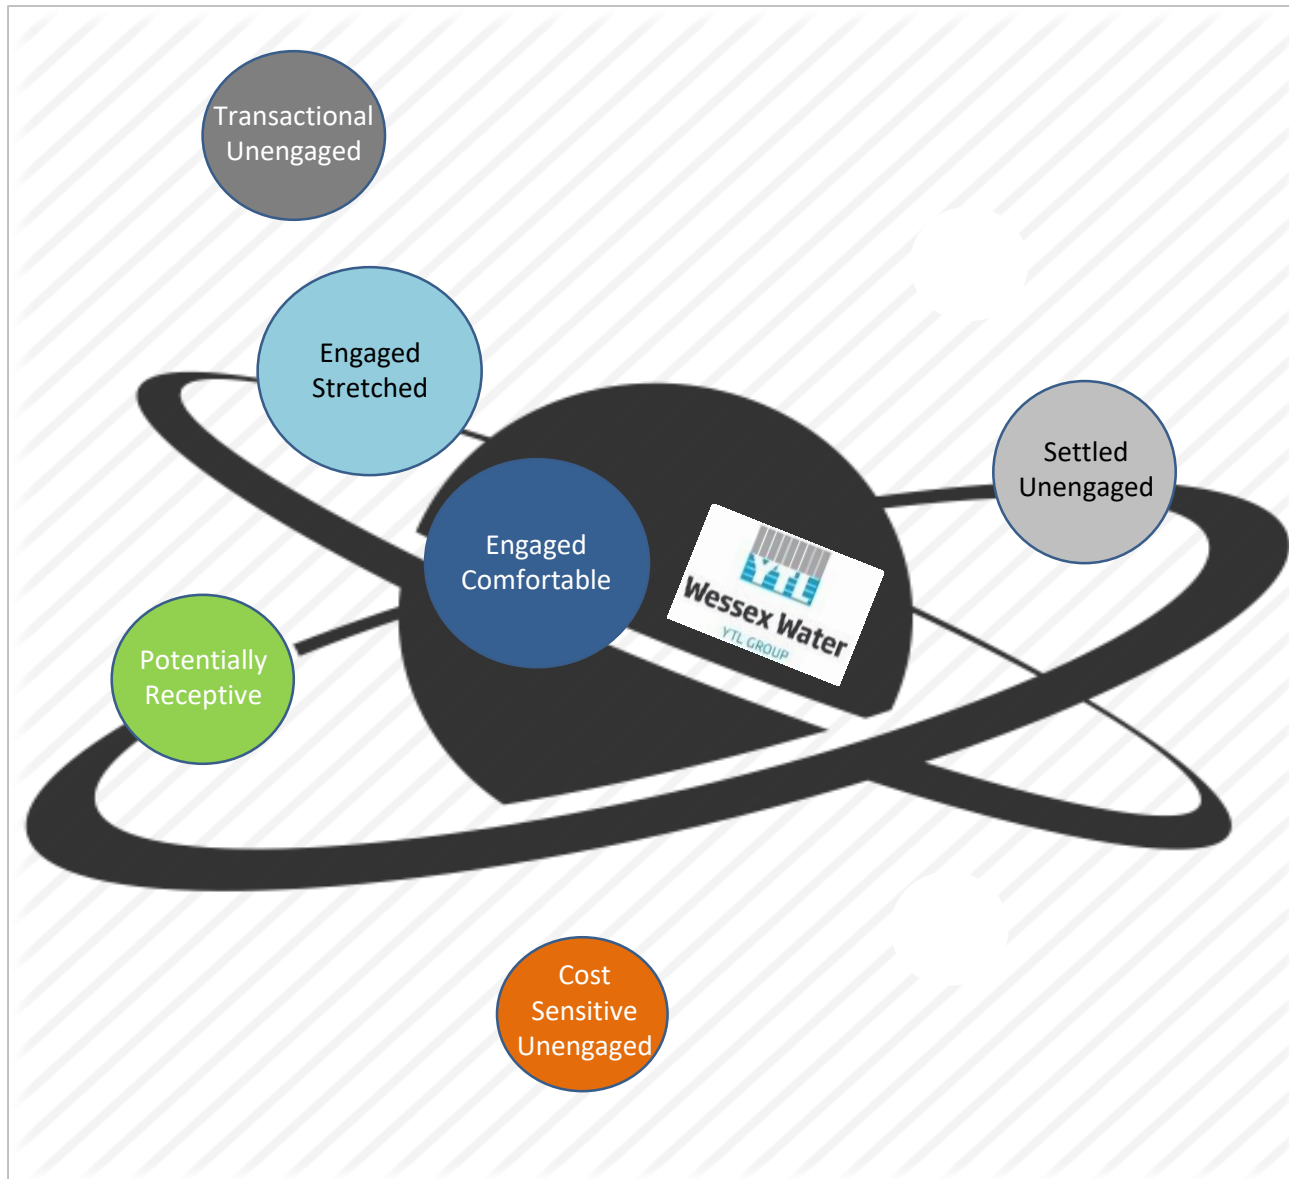 Transactional
Unengaged
Engaged
Stretched
Settled
Unengaged
Engaged
Comfortable
YTL
Wessex Water
YTL GROUP
Potentially
Receptive
Cost
Sensitive
Unengaged